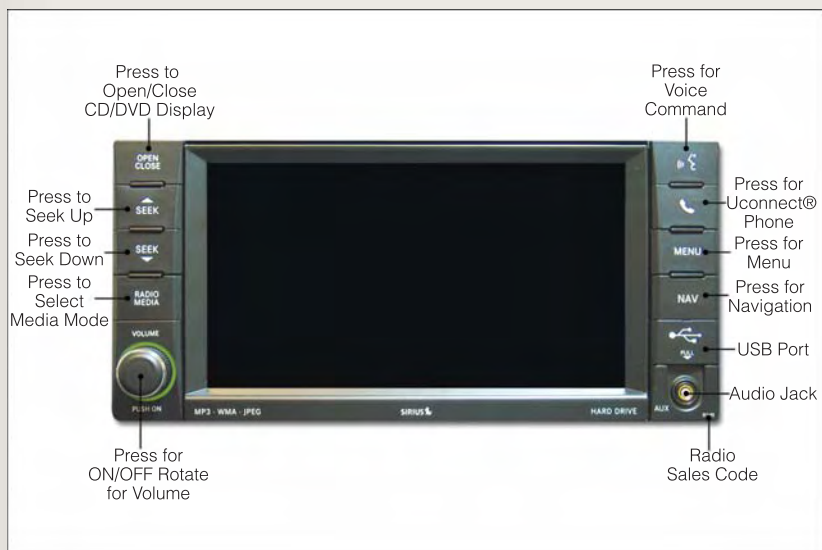 Press to
Open/Close
CD/DVD Display
Press to
Seek Up
Press to
Seek Down
Press to
Select
Media Mode
Press for
ON/OFF Rotate
for Volume
OPEN
CLOSE
SEEK
SEEK
RADIO
MEDIA
VOLUME
PUSH ON
MP3 · WMA · JPEG
SIRIUS
HARD DRIVE
MENU
NAV
PULL
AUX
Press for
Voice
Command
Press for
Uconnect®
Phone
Press for
Menu
Press for
Navigation
USB Port
Audio Jack
Radio
Sales Code